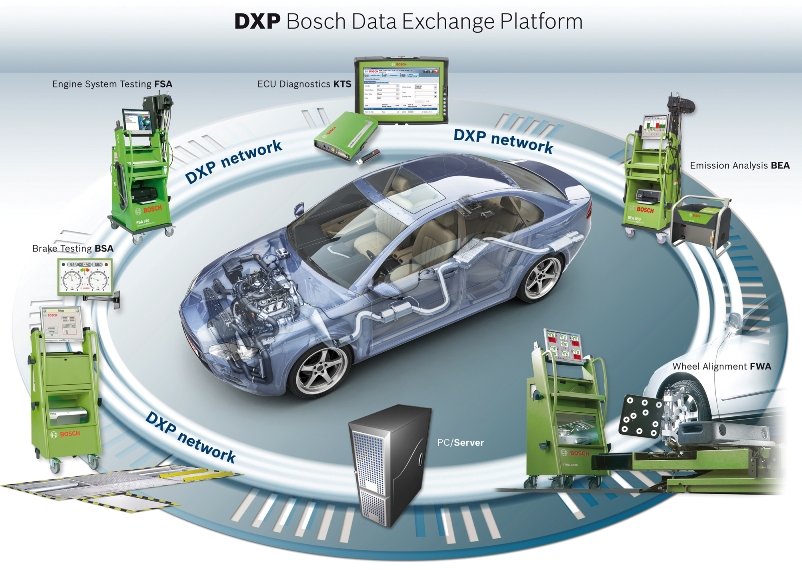 DXP Bosch Data Exchange Platform
Engine System Testing FSA
ECU Diagnostics KTS
DXP network
DXP network
Emission Analysis BEA
Brake Testing BSA
BOSCH
BOSCH
BOSCH
BOSCH
Wheel Alignment FWA
DXP network
PC/Server